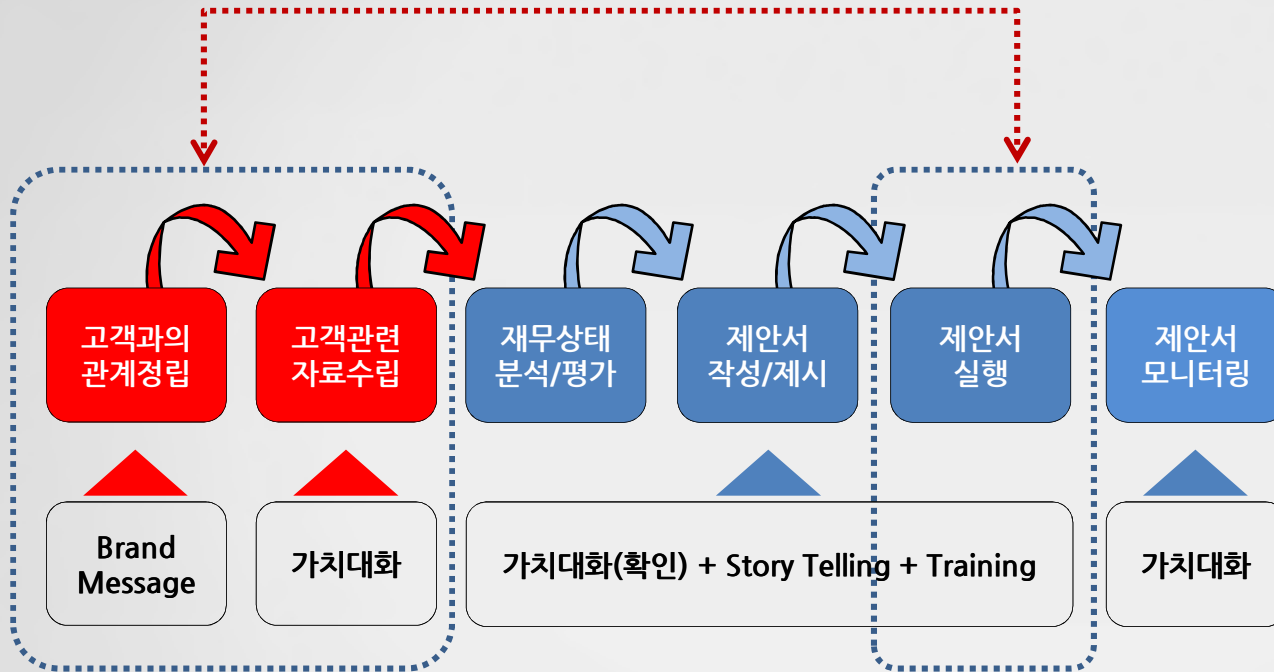 고객과의
관계정립
고객관련
자료수립
재무상태
분석/평가
제안서
작성/제시
제안서
실행
제안서
모니터링
Brand
Message
가치대화
가치대화(확인) + Story Telling + Training
가치대화